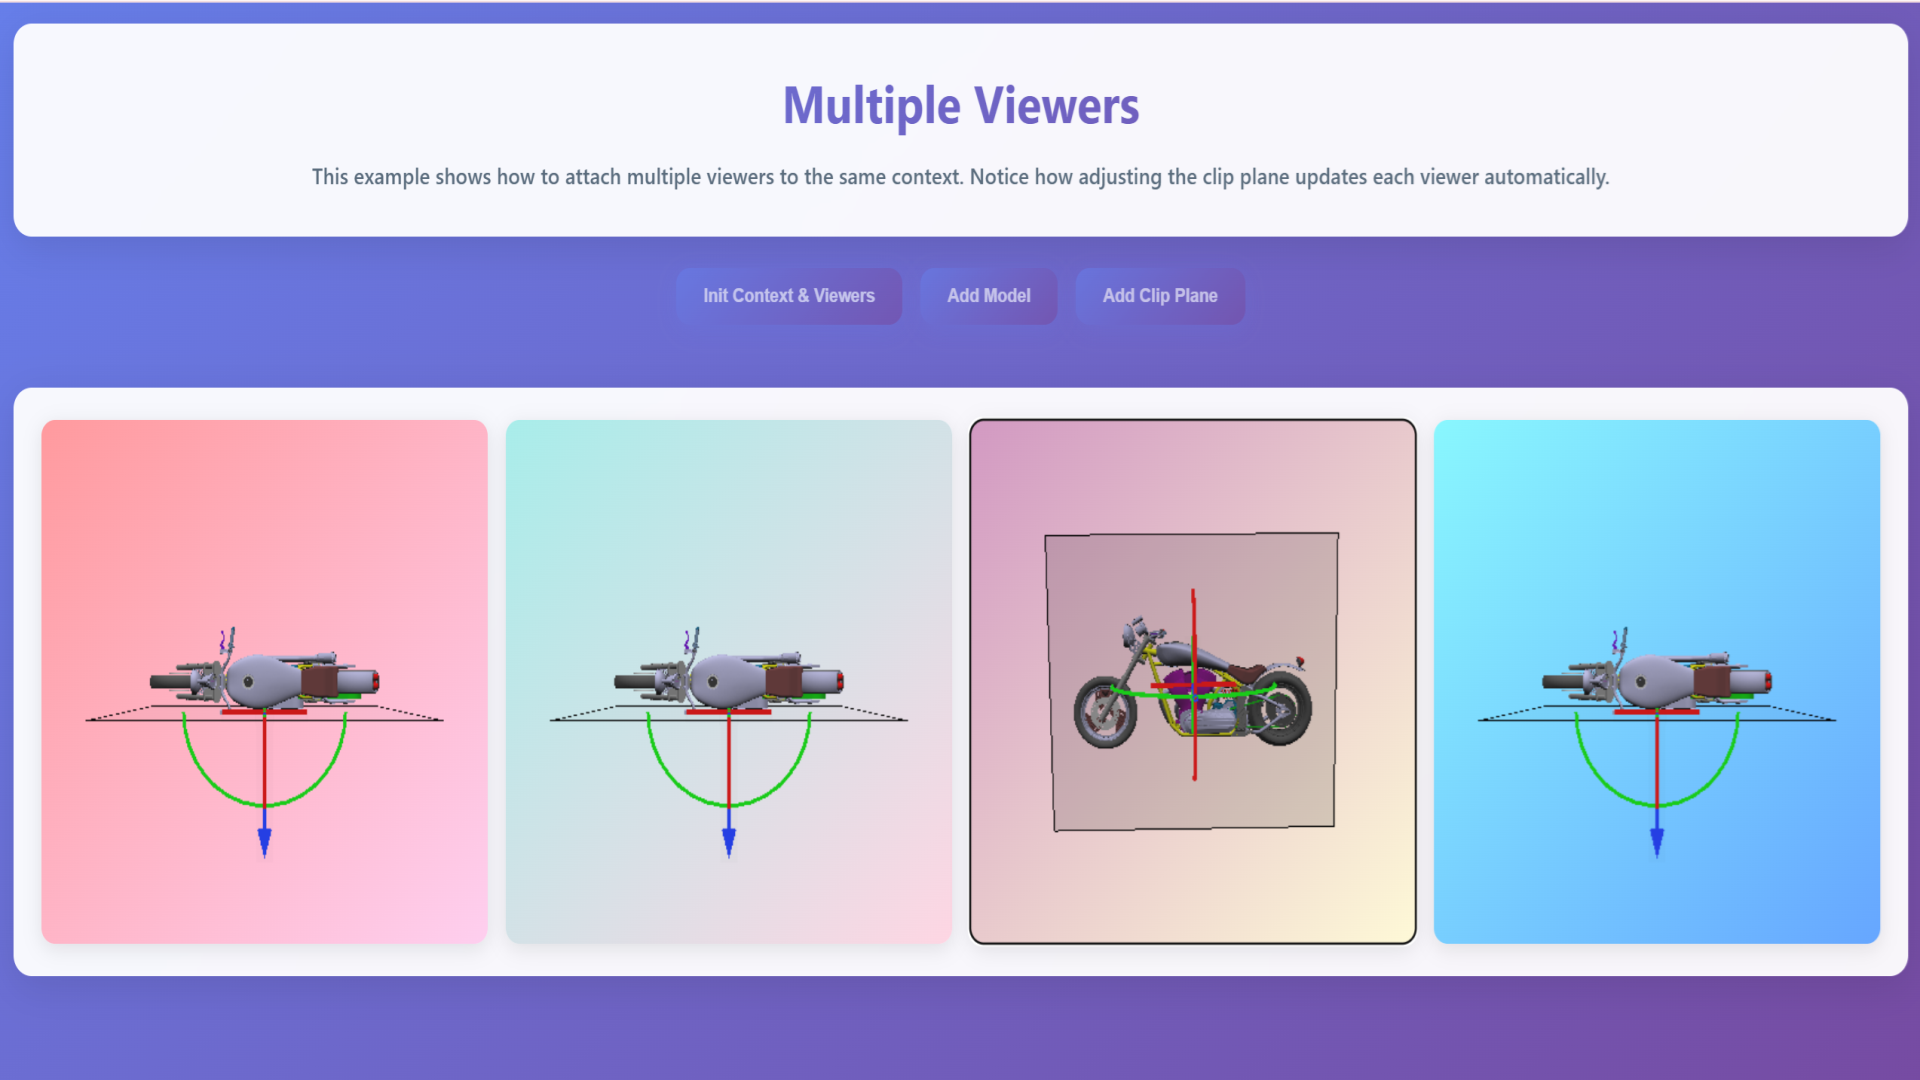 Multiple Viewers
This example shows how to attach multiple viewers to the same context. Notice how adjusting the clip plane updates each viewer automatically.
Init Context & Viewers
Add Model
Add Clip Plane